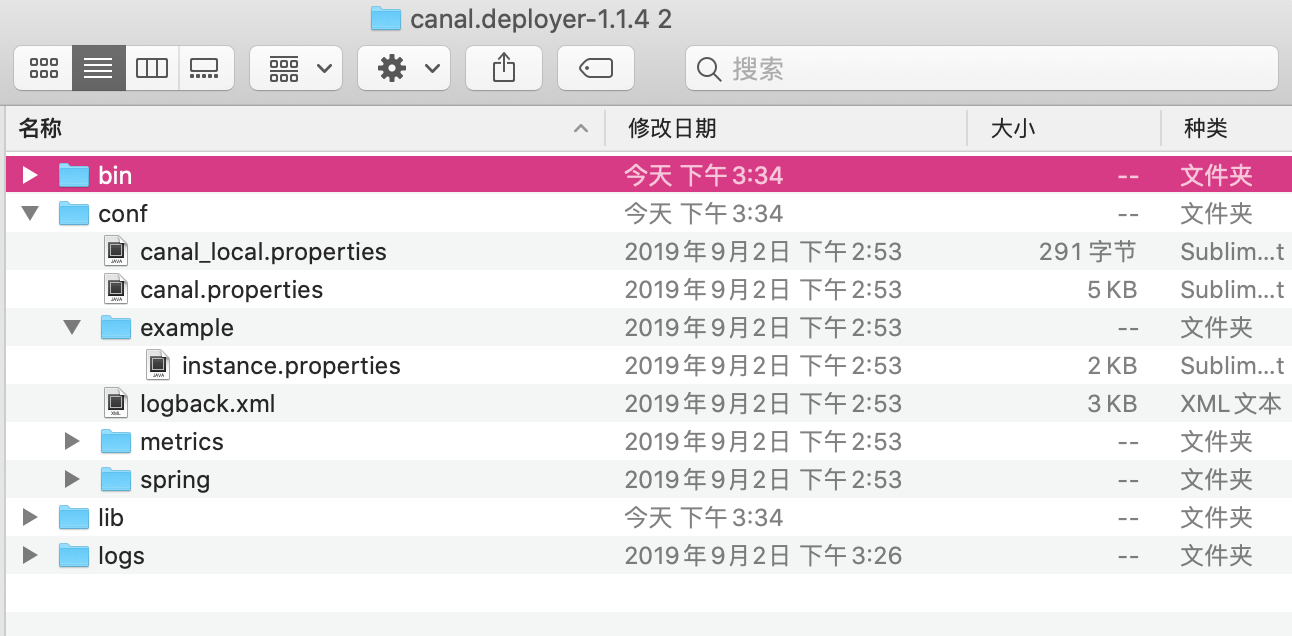 canal.deployer-1.1.4 2
搜索
名称 修改日期 大小 种类
bin 今天 下午3:34 -- 文件夹
conf 今天 下午3:34 -- 文件夹
canal_local.properties 2019年9月2日 下午2:53 291 字节 Sublim...t
canal.properties 2019年9月2日 下午2:53 5 KB Sublim...t
example 2019年9月2日 下午2:53 -- 文件夹
instance.properties 2019年9月2日 下午2:53 2 KB Sublim...t
logback.xml 2019年9月2日 下午2:53 3 KB XML文本
metrics 2019年9月2日 下午2:53 -- 文件夹
spring 2019年9月2日 下午2:53 -- 文件夹
lib 今天 下午3:34 -- 文件夹
logs 2019年9月2日 下午3:26 -- 文件夹